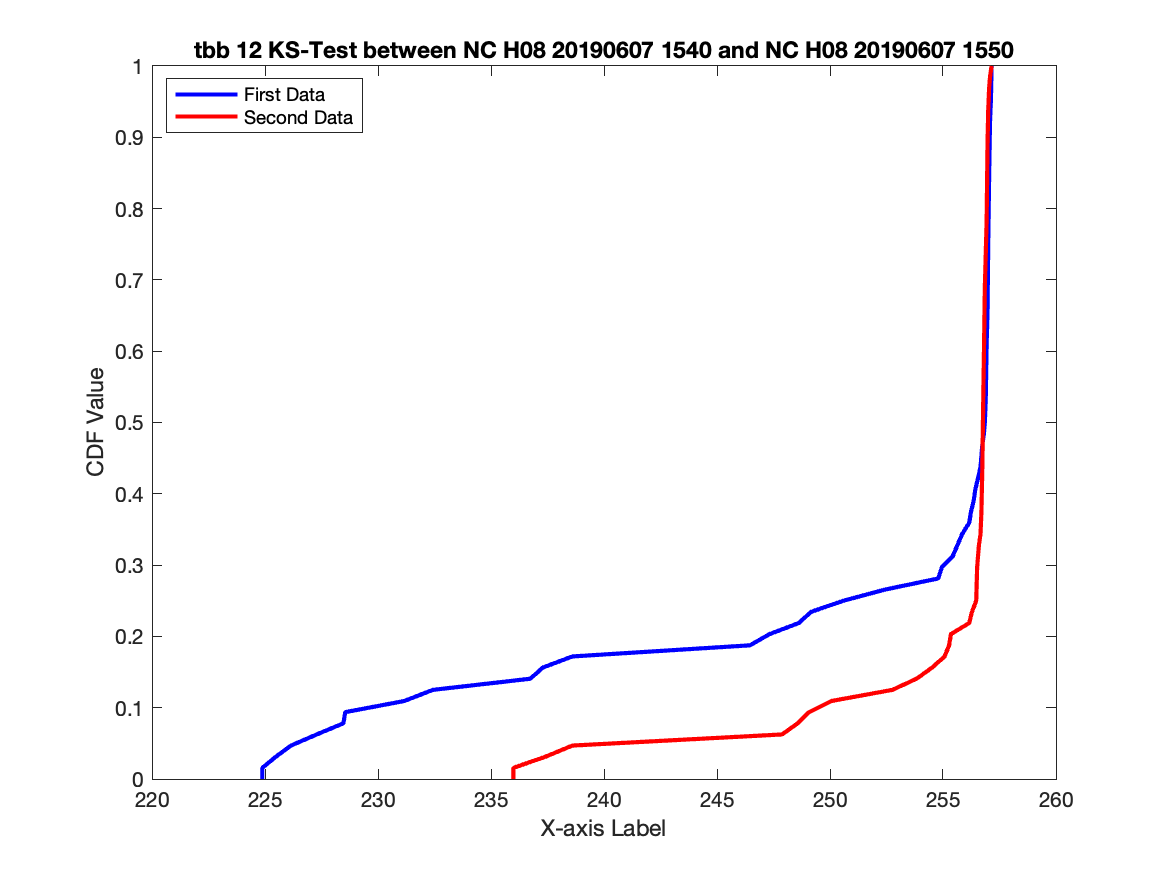 tbb 12 KS-Test between NC H08 20190607 1540 and NC H08 20190607 1550
First Data
Second Data
1
0.9
0.8
0.7
0.6
0.5
0.4
0.3
0.2
0.1
0
CDF Value
220 225 230 235 240 245 250 255 260
X-axis Label